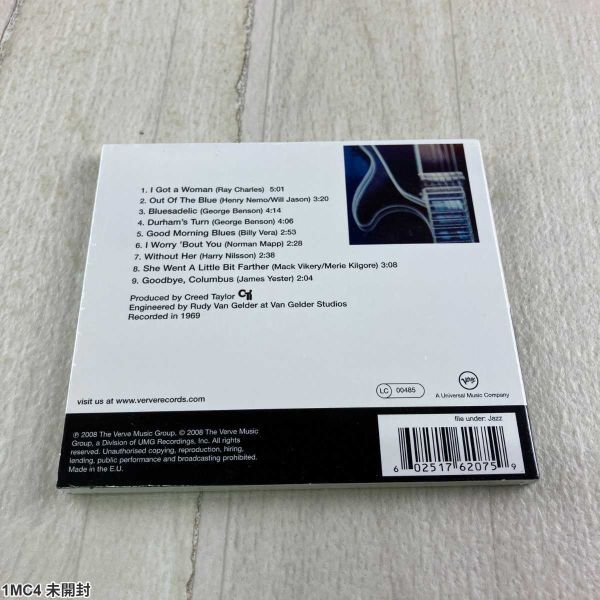 1. I Got a Woman (Ray Charles) 5:01
2. Out Of The Blue (Henry Nemo/Will Jason) 3:20
3. Bluesadelic (George Benson) 4:14
4. Durham's Turn (George Benson) 4:06
5. Good Morning Blues (Billy Vera) 2:53
6. I Worry 'Bout You (Norman Mapp) 2:28
7. Without Her (Harry Nilsson) 2:38
8. She Went A Little Bit Farther (Mack Vikery/Merie Kilgore) 3:08
9. Goodbye, Columbus (James Yester) 2:04
Produced by Creed Taylor CTi
Engineered by Rudy Van Gelder at Van Gelder Studios
Recorded in 1969
visit us at www.ververecords.com
LC 00485
Verve
A Universal Music Company
file under: Jazz
℗ 2008 The Verve Music Group, © 2008 The Verve Music
Group, a Division of UMG Recordings, Inc. All rights
reserved. Unauthorised copying, reproduction, hiring,
lending, public performance and broadcasting prohibited.
Made in the E.U.
6 02517 62075 9
1MC4 未開封